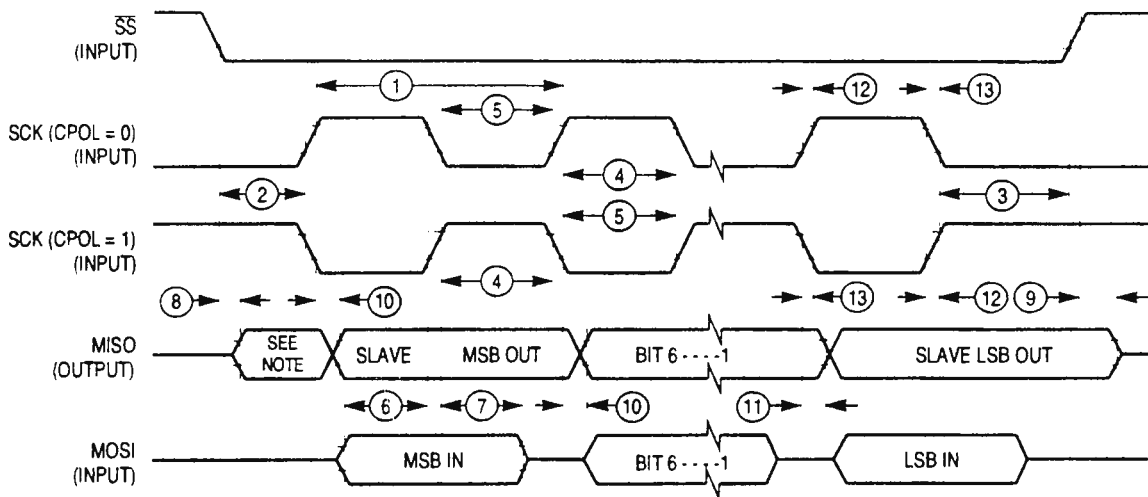 SS
(INPUT)
1
12
13
5
SCK (CPOL = 0)
(INPUT)
4
2
3
5
SCK (CPOL = 1)
(INPUT)
4
8
10
13
12
9
MISO
(OUTPUT)
SEE
NOTE
SLAVE MSB OUT
BIT 6 - - - - 1
SLAVE LSB OUT
6
7
10
11
MOSI
(INPUT)
MSB IN
BIT 6 - - - - 1
LSB IN